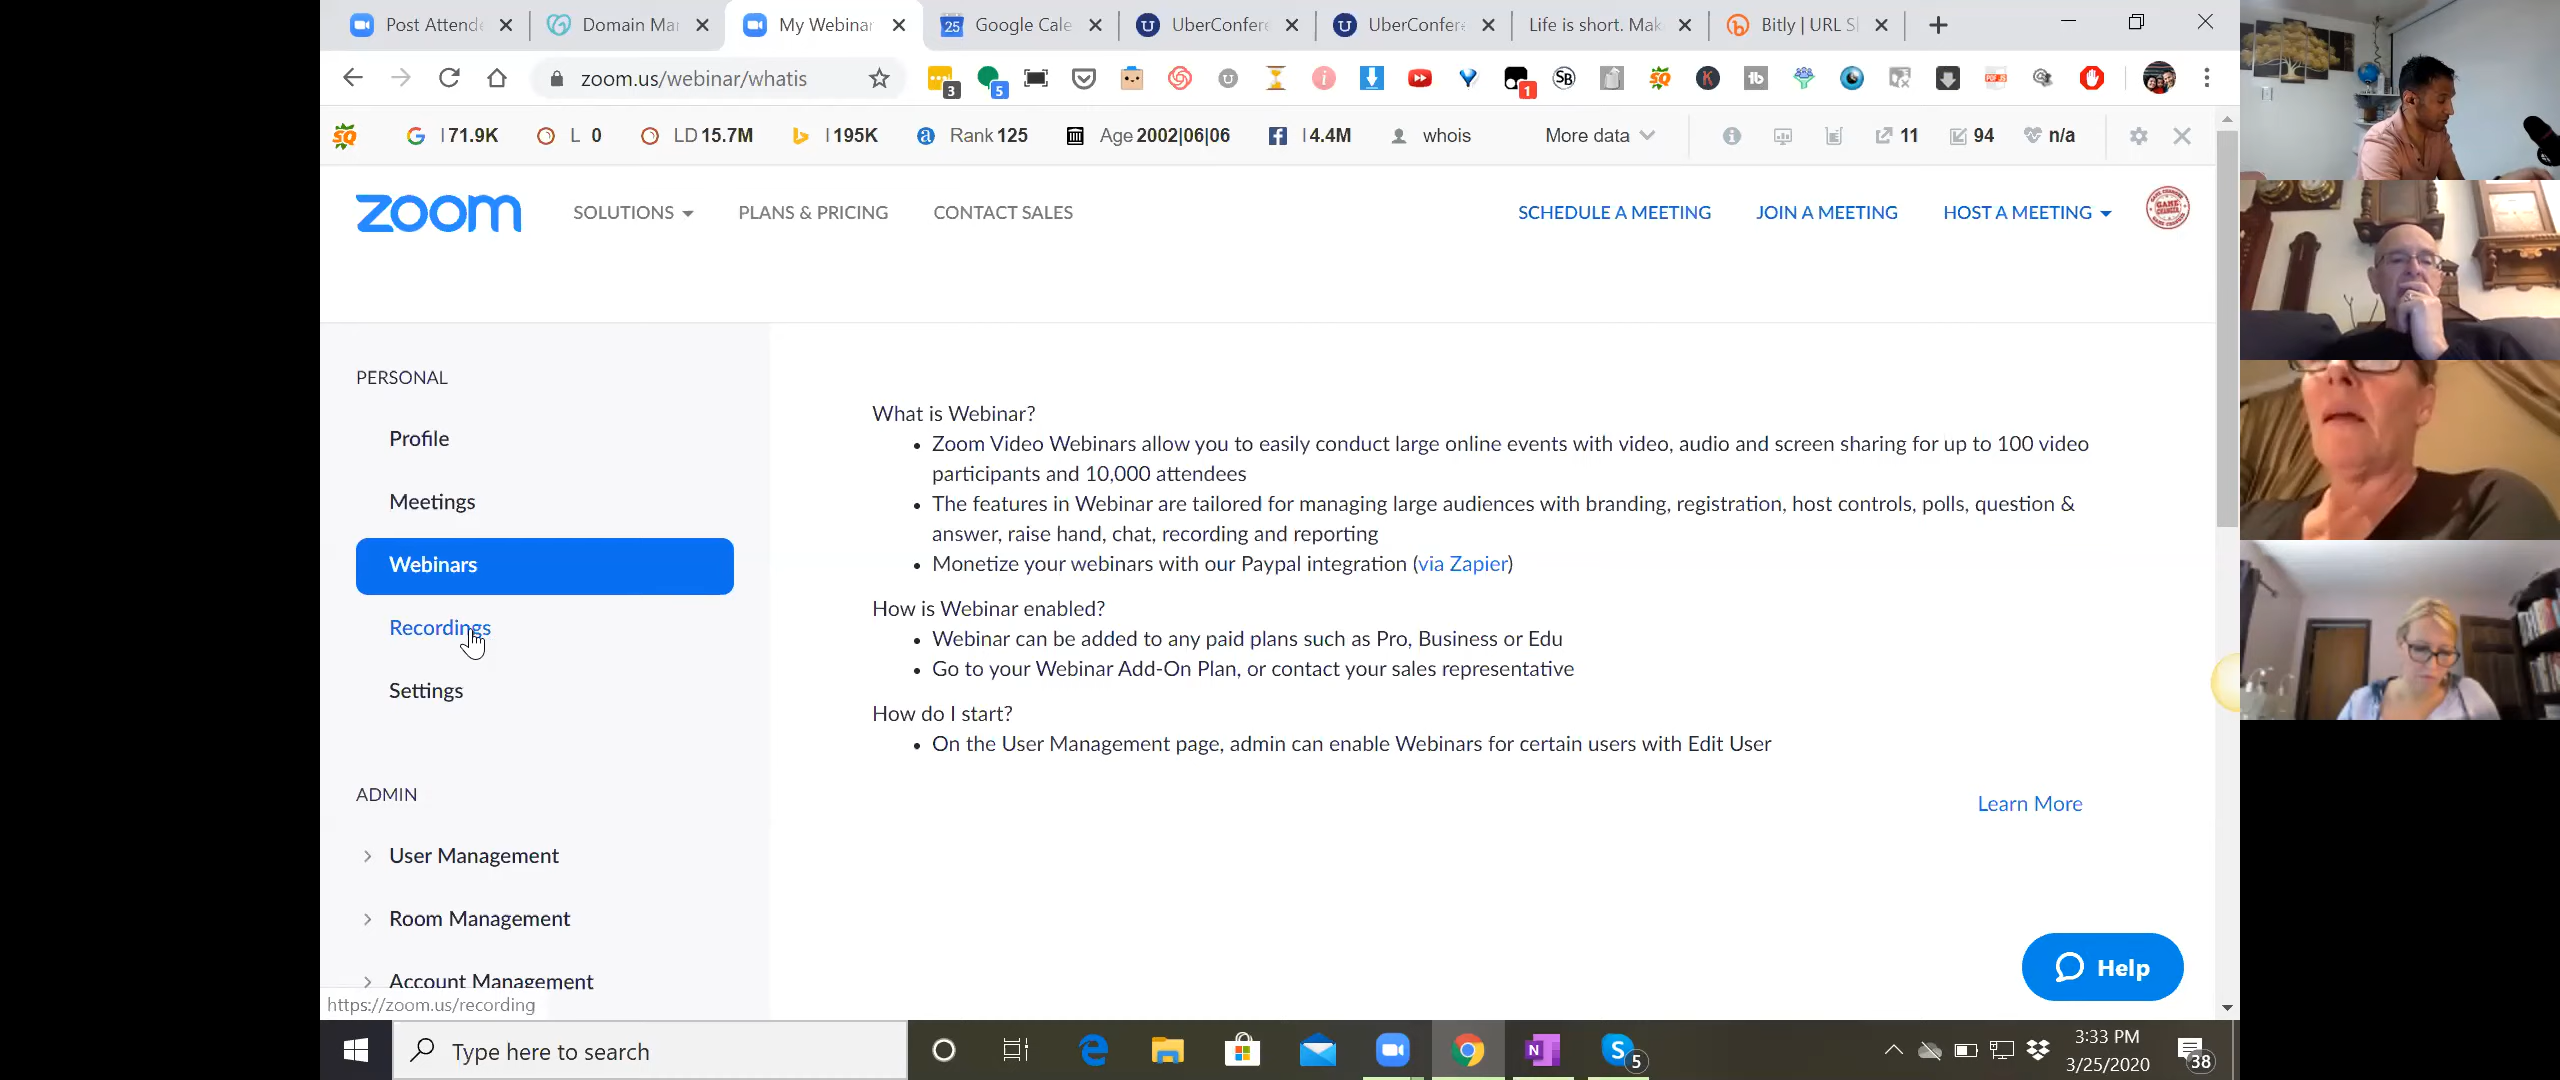 Post Attende
Domain Mar
My Webinar
25
Google Cale
UberConfere
UberConfere
Life is short. Mak
Bitly | URL S
zoom.us/webinar/whatis
3
5
1
SQ
I 71.9K
L 0
LD 15.7M
I 195K
Rank 125
Age 2002|06|06
I 4.4M
whois
More data
11
94
n/a
zoom
SOLUTIONS
PLANS & PRICING
CONTACT SALES
SCHEDULE A MEETING
JOIN A MEETING
HOST A MEETING
GAME CHANGER
PERSONAL
Profile
Meetings
Webinars
Recordings
Settings
ADMIN
User Management
Room Management
Account Management
https://zoom.us/recording
What is Webinar?
Zoom Video Webinars allow you to easily conduct large online events with video, audio and screen sharing for up to 100 video
participants and 10,000 attendees
The features in Webinar are tailored for managing large audiences with branding, registration, host controls, polls, question &
answer, raise hand, chat, recording and reporting
Monetize your webinars with our Paypal integration (via Zapier)
How is Webinar enabled?
Webinar can be added to any paid plans such as Pro, Business or Edu
Go to your Webinar Add-On Plan, or contact your sales representative
How do I start?
On the User Management page, admin can enable Webinars for certain users with Edit User
Learn More
Help
Type here to search
5
3:33 PM
3/25/2020
38